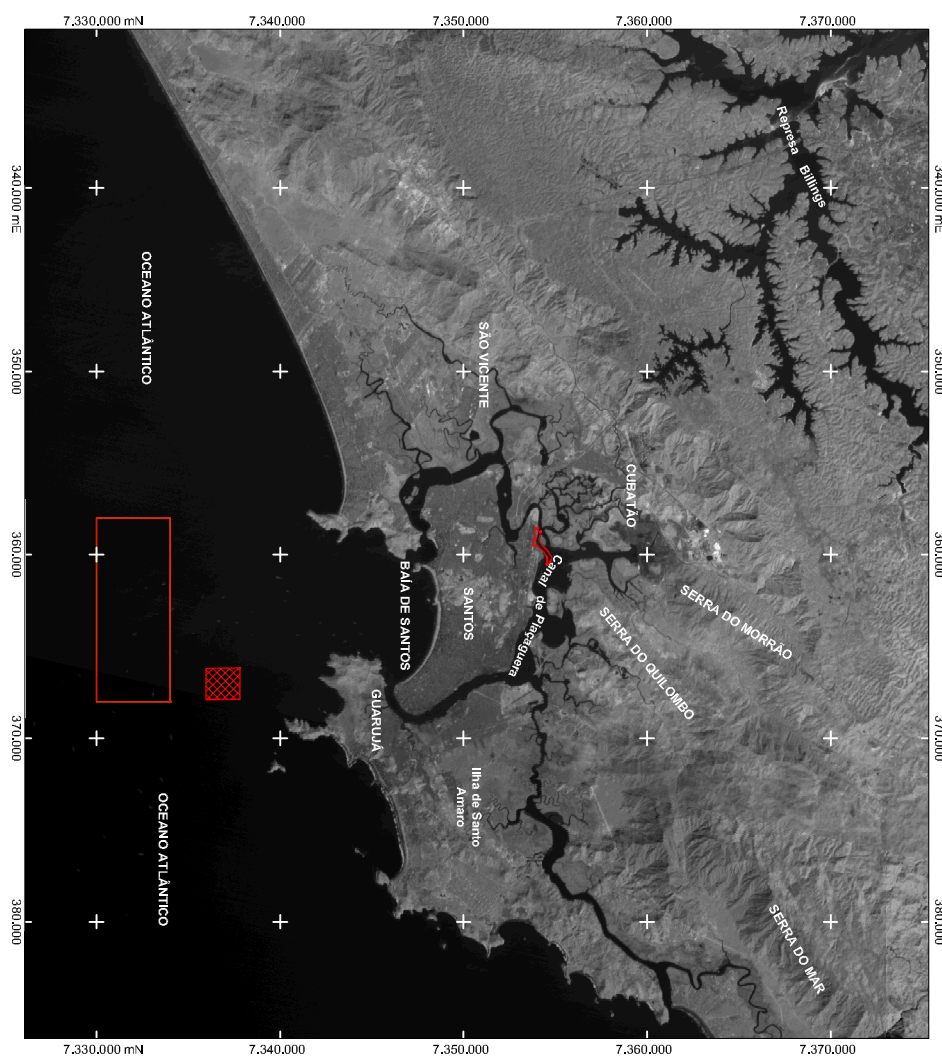 7.330.000 mN
7.340.000
7.350.000
7.360.000
7.370.000
340.000 mE
340.000 mE
350.000
350.000
360.000
360.000
370.000
370.000
380.000
380.000
Represa Billings
OCEANO ATLÂNTICO
SÃO VICENTE
CUBATÃO
Canal de Piaçaguera
BAÍA DE SANTOS
SANTOS
SERRA DO MORRÃO
SERRA DO QUILOMBO
GUARUJÁ
Ilha de Santo
Amaro
OCEANO ATLÂNTICO
SERRA DO MAR
7.330.000 mN
7.340.000
7.350.000
7.360.000
7.370.000